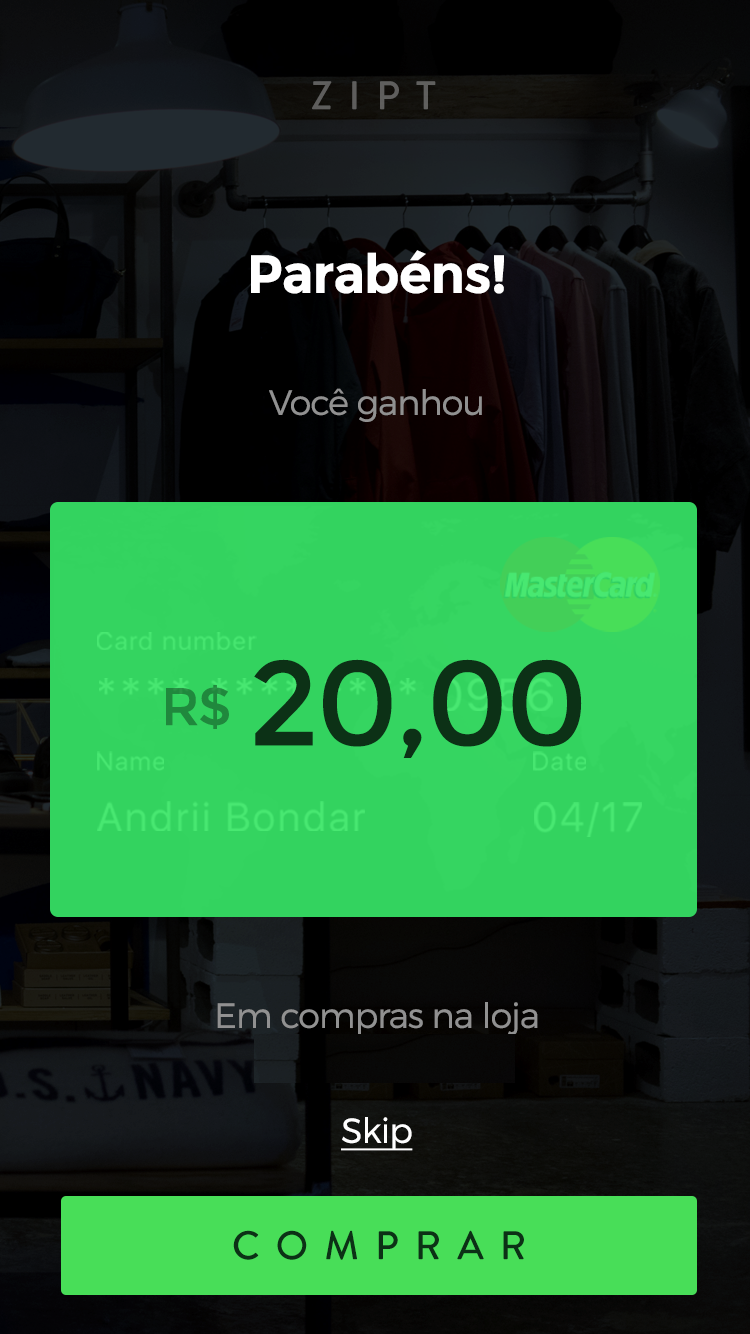 ZIPT
Parabéns!
Você ganhou
MasterCard
Card number
**** **** **** 0956
R$ 20,00
Name Date
Andrii Bondar 04/17
Em compras na loja
U.S. NAVY
Skip
COMPRAR